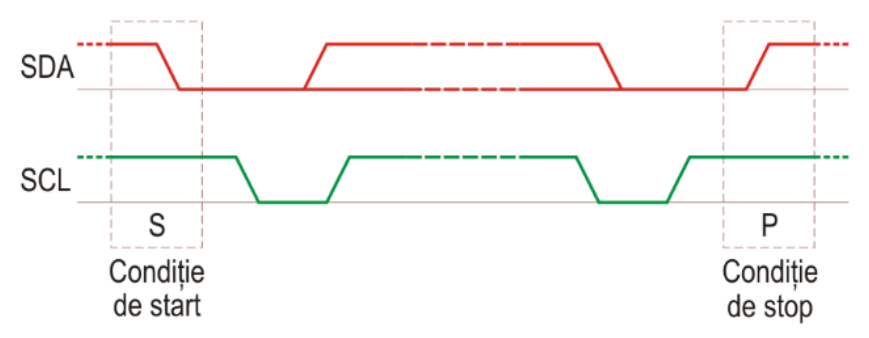 SDA
SCL
S
P
Condiție
de start
Condiție
de stop